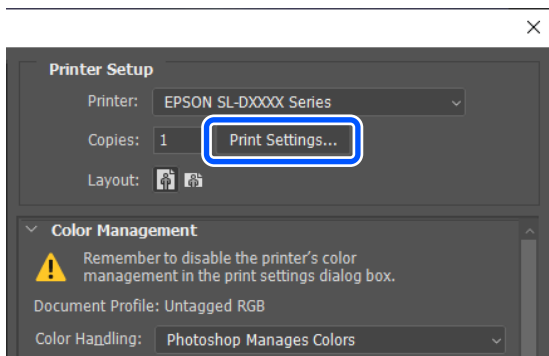 Printer Setup
Printer: EPSON SL-DXXXX Series
Copies: 1 Print Settings...
Layout:
Color Management
Remember to disable the printer's color
management in the print settings dialog box.
Document Profile: Untagged RGB
Color Handling: Photoshop Manages Colors